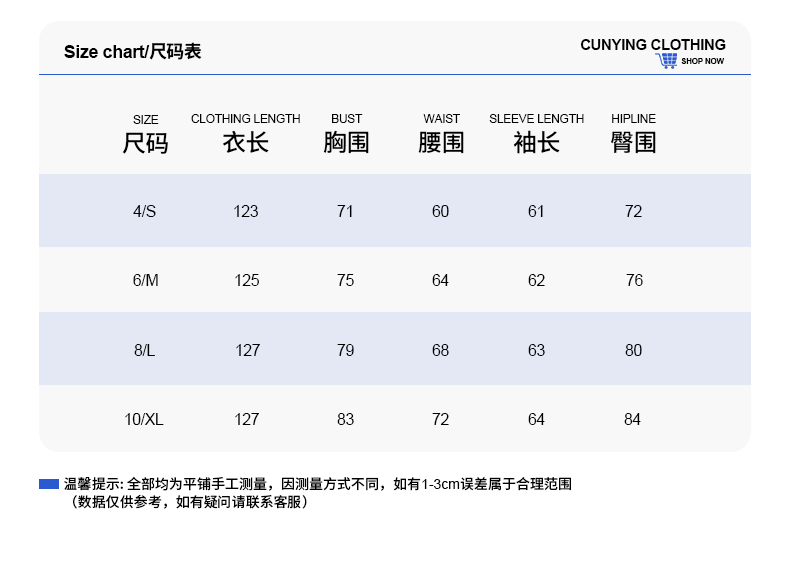 Size chart/尺码表
CUNYING CLOTHING
SHOP NOW
SIZE CLOTHING LENGTH BUST WAIST SLEEVE LENGTH HIPLINE
尺码 衣长 胸围 腰围 袖长 臀围
4/S 123 71 60 61 72
6/M 125 75 64 62 76
8/L 127 79 68 63 80
10/XL 127 83 72 64 84
温馨提示: 全部均为平铺手工测量，因测量方式不同，如有1-3cm误差属于合理范围
（数据仅供参考，如有疑问请联系客服）